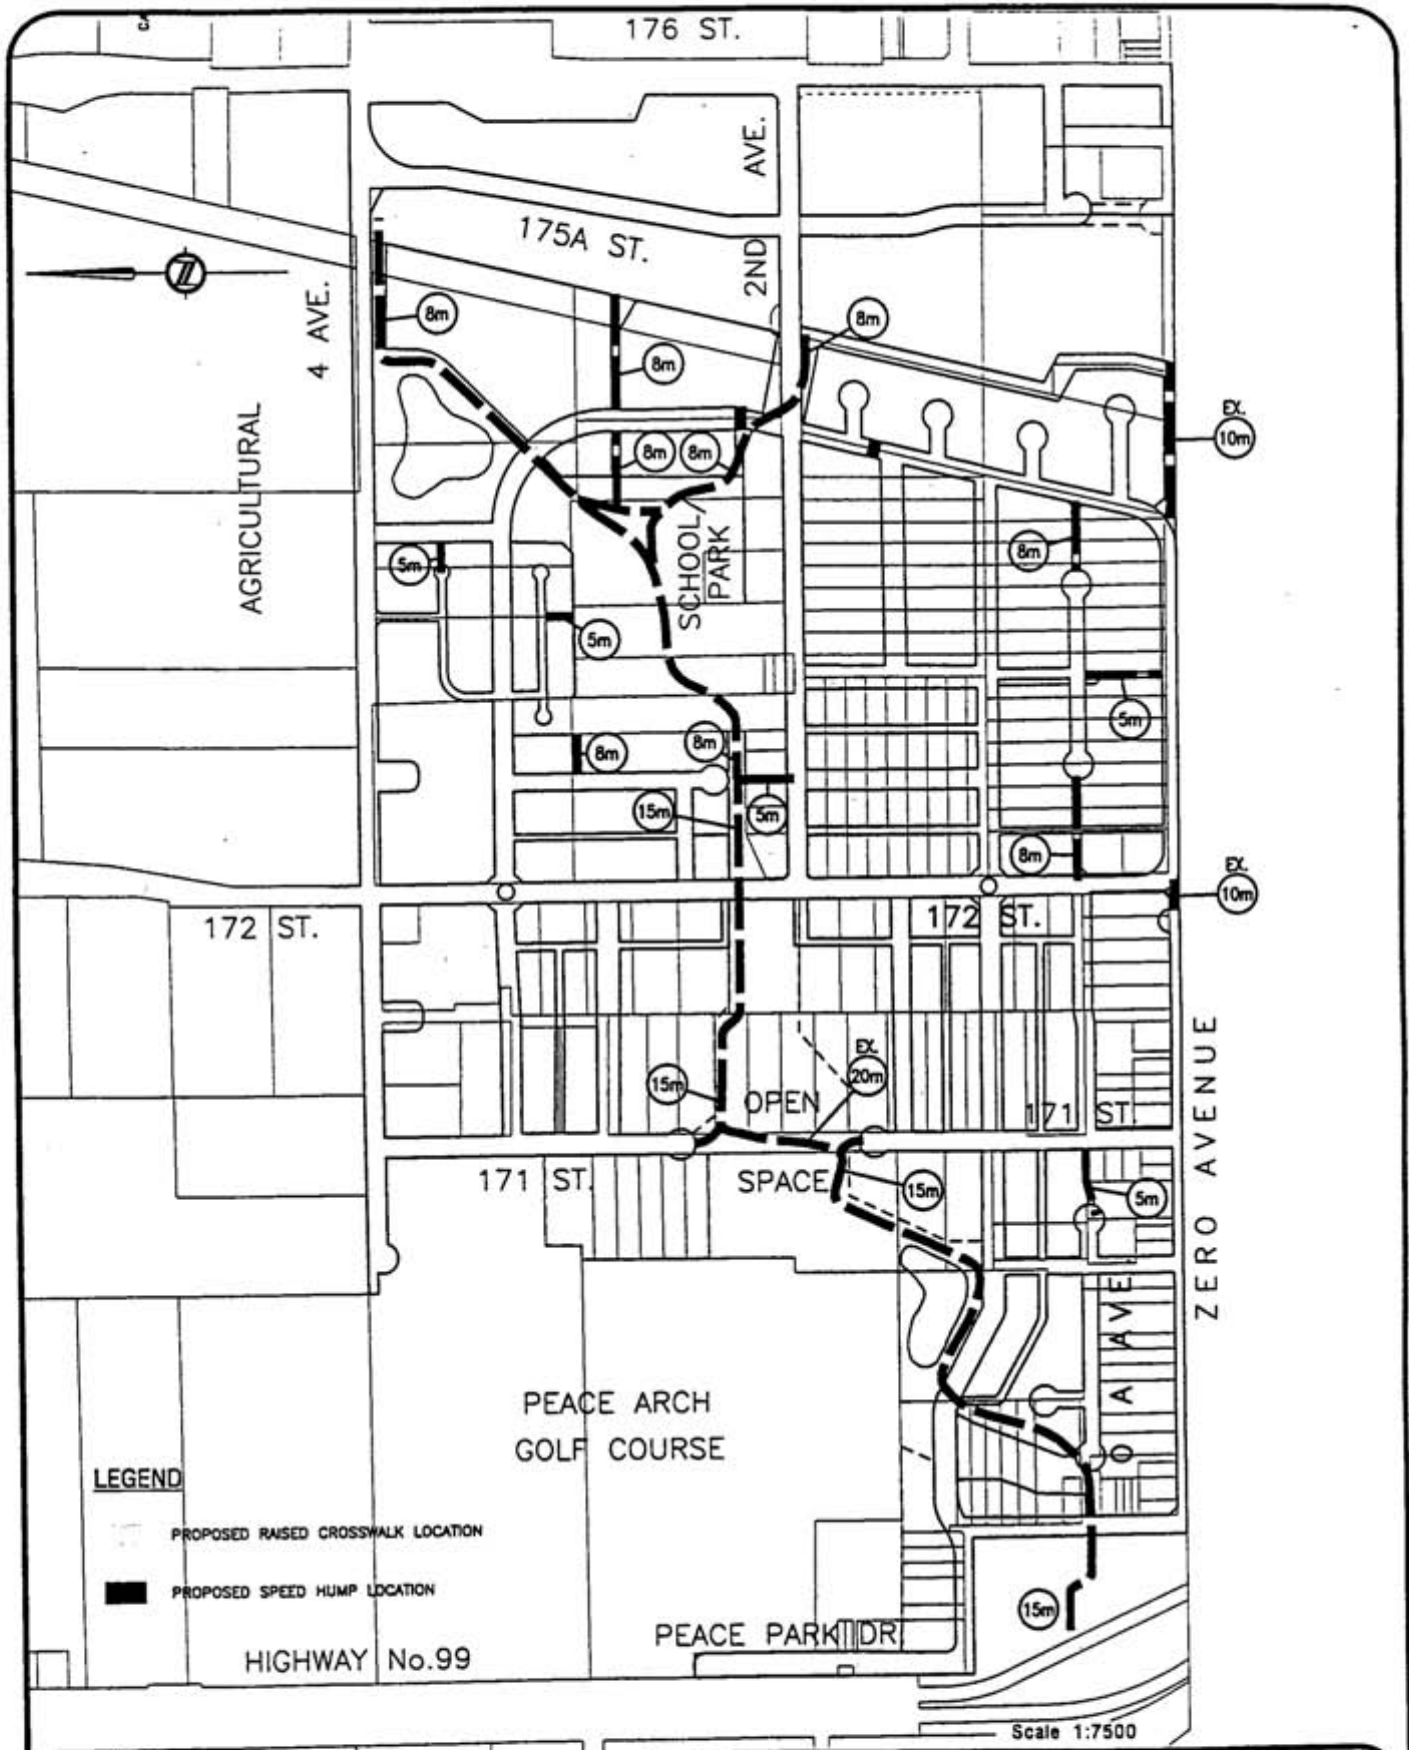 176 ST.
2ND AVE.
175A ST.
4 AVE.
Z
8m
8m
8m
EX.
10m
AGRICULTURAL
8m
8m
SCHOOL/
PARK
8m
5m
5m
5m
8m
8m
15m
5m
8m
EX.
10m
172 ST.
172 ST.
ZERO AVENUE
EX.
20m
15m
OPEN
171 ST.
171 ST.
SPACE
15m
5m
0 A AVE.
PEACE ARCH
GOLF COURSE
LEGEND
PROPOSED RAISED CROSSWALK LOCATION
PROPOSED SPEED HUMP LOCATION
15m
PEACE PARK DR
HIGHWAY No.99
Scale 1:7500